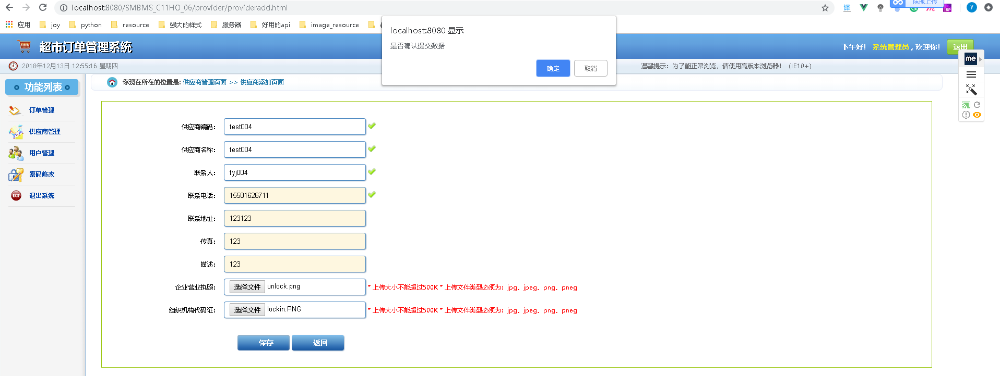 localhost:8080/SMBMS_C11HO_06/provider/provideradd.html
译
拖拽上传
RP
y
应用 joy python resource 强大的样式 服务器 好用的api image_resource
localhost:8080 显示
是否确认提交数据
确定 取消
超市订单管理系统
下午好！ 系统管理员 , 欢迎你！ 退出
me
2018年12月13日 12:55:16 星期四
温馨提示：为了能正常浏览，请使用高版本浏览器！（IE10+）
功能列表
订单管理
供应商管理
用户管理
密码修改
EXIT 退出系统
你现在所在的位置是: 供应商管理页面 >> 供应商添加页面
供应商编码： test004
供应商名称： test004
联系人： tyj004
联系电话： 15501626711
联系地址： 123123
传真： 123
描述： 123
企业营业执照： 选择文件 unlock.png * 上传大小不能超过500K * 上传文件类型必须为：jpg、jpeg、png、pneg
组织机构代码证： 选择文件 lockin.PNG * 上传大小不能超过500K * 上传文件类型必须为：jpg、jpeg、png、pneg
保存 返回